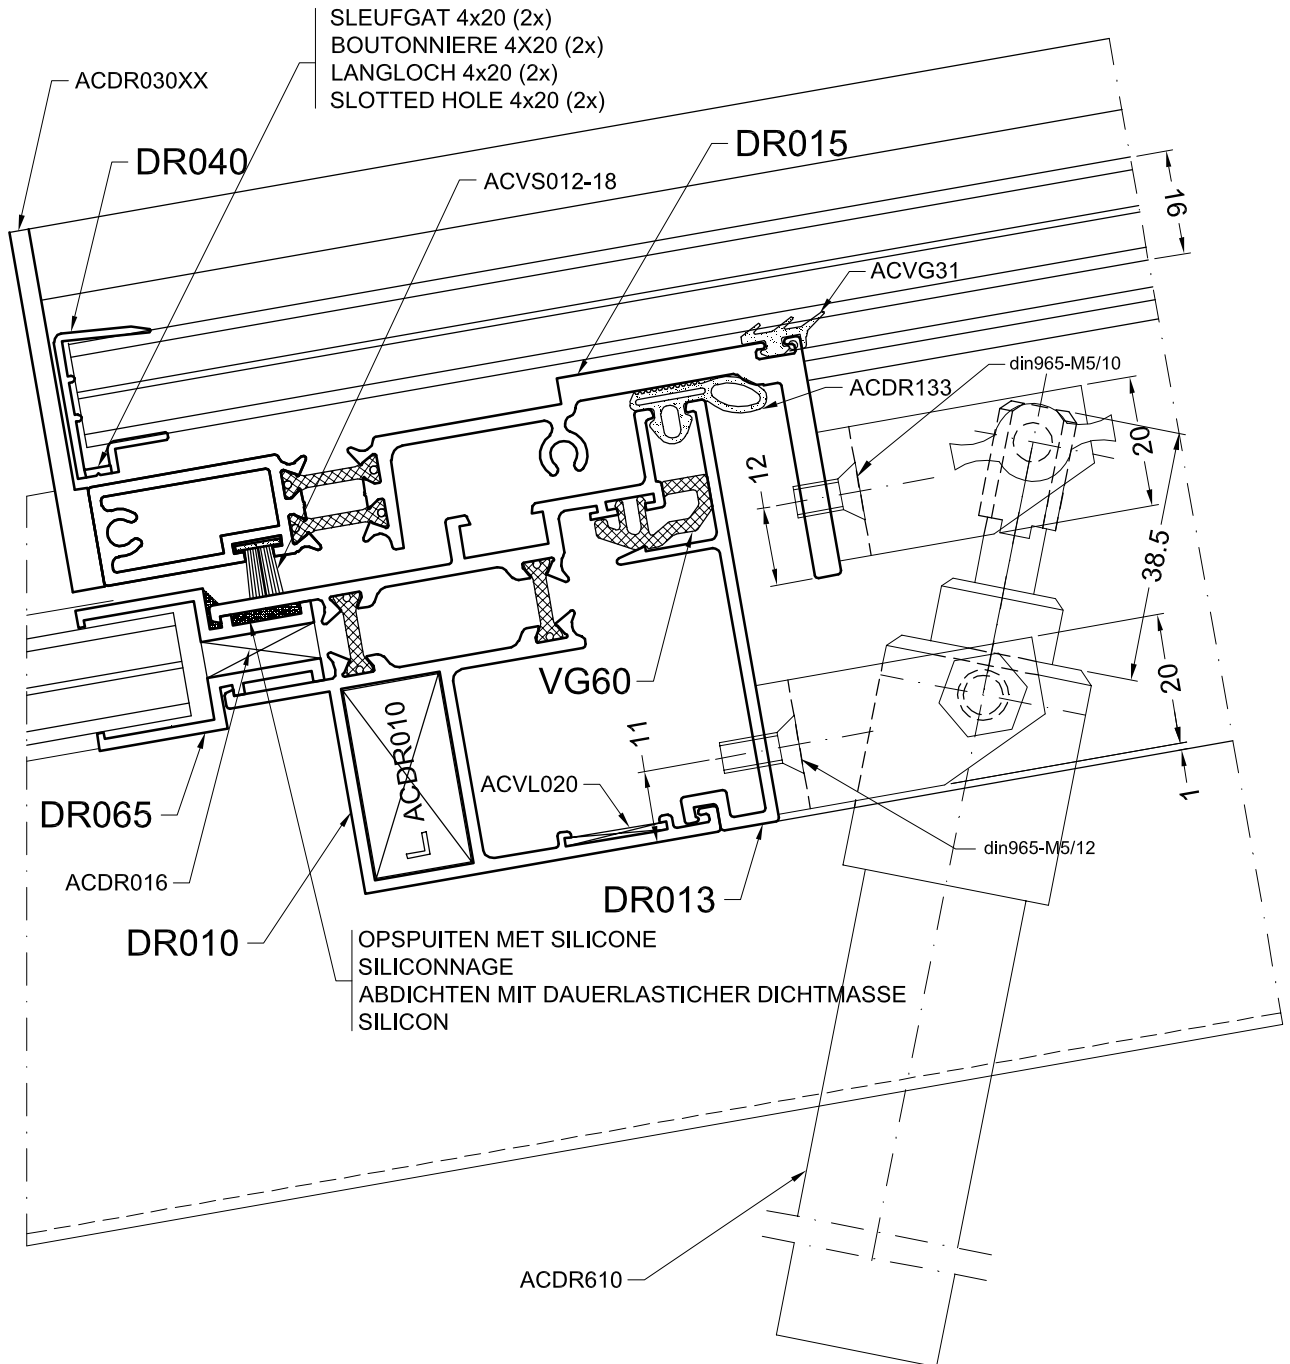 SLEUFGAT 4x20 (2x)
BOUTONNIERE 4X20 (2x)
LANGLOCH 4x20 (2x)
SLOTTED HOLE 4x20 (2x)
ACDR030XX
DR040
DR015
ACVS012-18
16
ACVG31
din965-M5/10
ACDR133
20
12
38.5
VG60
20
11
L ACDR010
ACVL020
1
DR065
din965-M5/12
ACDR016
DR013
DR010
OPSPUITEN MET SILICONE
SILICONNAGE
ABDICHTEN MIT DAUERLASTICHER DICHTMASSE
SILICON
ACDR610